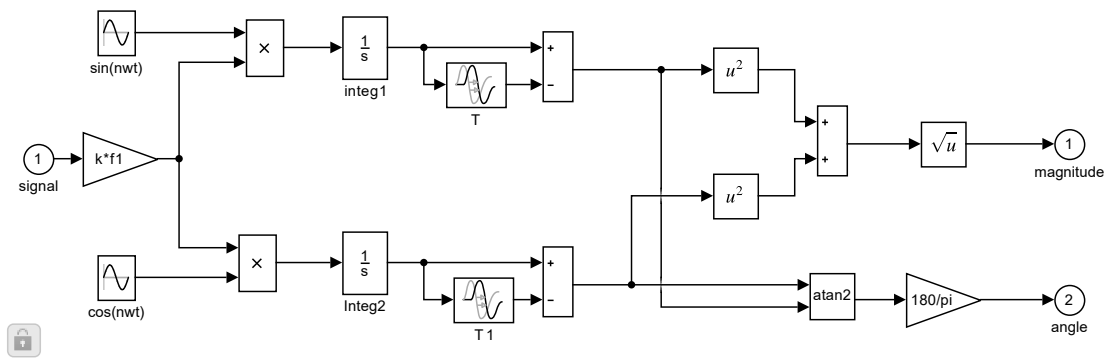 sin(nwt)
×
1
s
integ1
+
−
T
u²
+
+
√u
1
magnitude
1
signal
k*f1
u²
cos(nwt)
×
1
s
Integ2
+
−
T 1
atan2
180/pi
2
angle